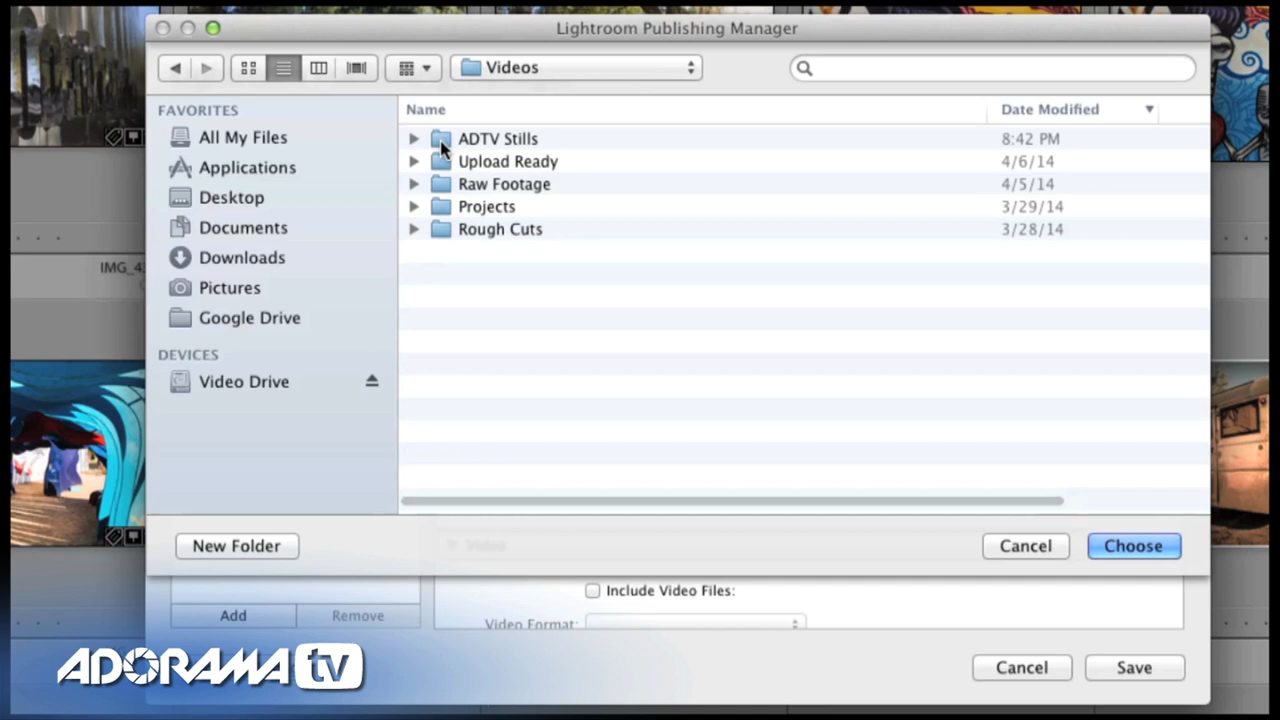 Lightroom Publishing Manager
Videos
FAVORITES
All My Files
Applications
Desktop
Documents
Downloads
Pictures
Google Drive
DEVICES
Video Drive
Name Date Modified
ADTV Stills 8:42 PM
Upload Ready 4/6/14
Raw Footage 4/5/14
Projects 3/29/14
Rough Cuts 3/28/14
IMG_4
New Folder Video Cancel Choose
Include Video Files:
Add Remove
Video Format:
ADORAMA tv
Cancel Save